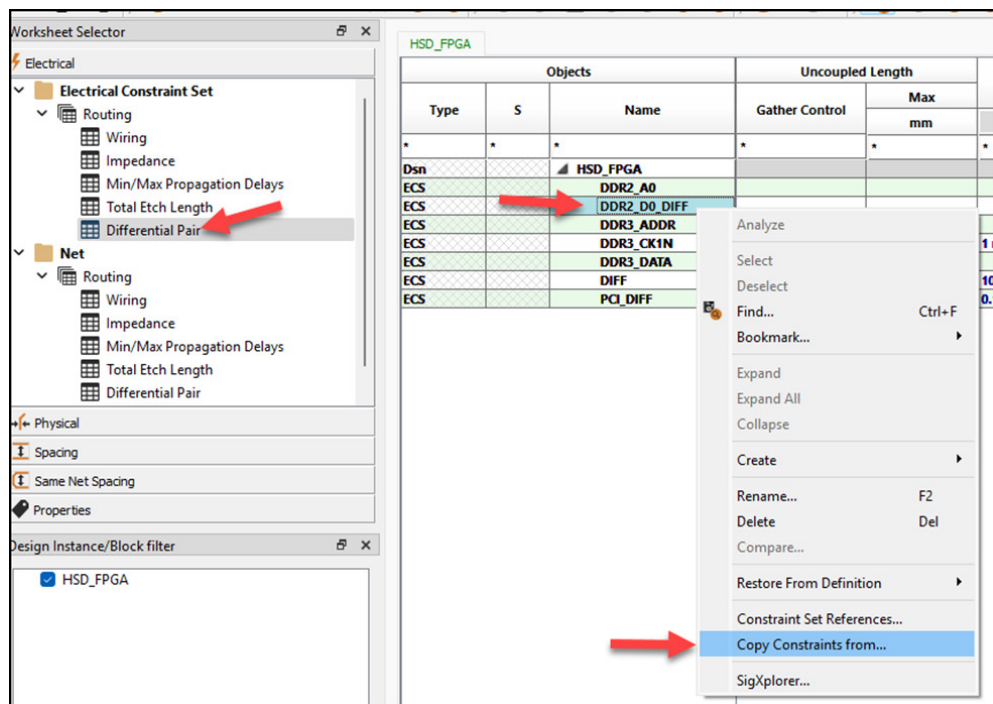 Worksheet Selector
Electrical
Electrical Constraint Set
Routing
Wiring
Impedance
Min/Max Propagation Delays
Total Etch Length
Differential Pair
Net
Routing
Wiring
Impedance
Min/Max Propagation Delays
Total Etch Length
Differential Pair
Physical
Spacing
Same Net Spacing
Properties
Design Instance/Block filter
HSD_FPGA
HSD_FPGA
Objects Uncoupled Length
Type S Name Gather Control Max
mm
* * * * * *
Dsn HSD_FPGA
ECS DDR2_A0
ECS DDR2_D0_DIFF
ECS DDR3_ADDR
ECS DDR3_CK1N 1
ECS DDR3_DATA
ECS DIFF 10
ECS PCI_DIFF 0.
Analyze
Select
Deselect
Find... Ctrl+F
Bookmark...
Expand
Expand All
Collapse
Create
Rename... F2
Delete Del
Compare...
Restore From Definition
Constraint Set References...
Copy Constraints from...
SigXplorer...